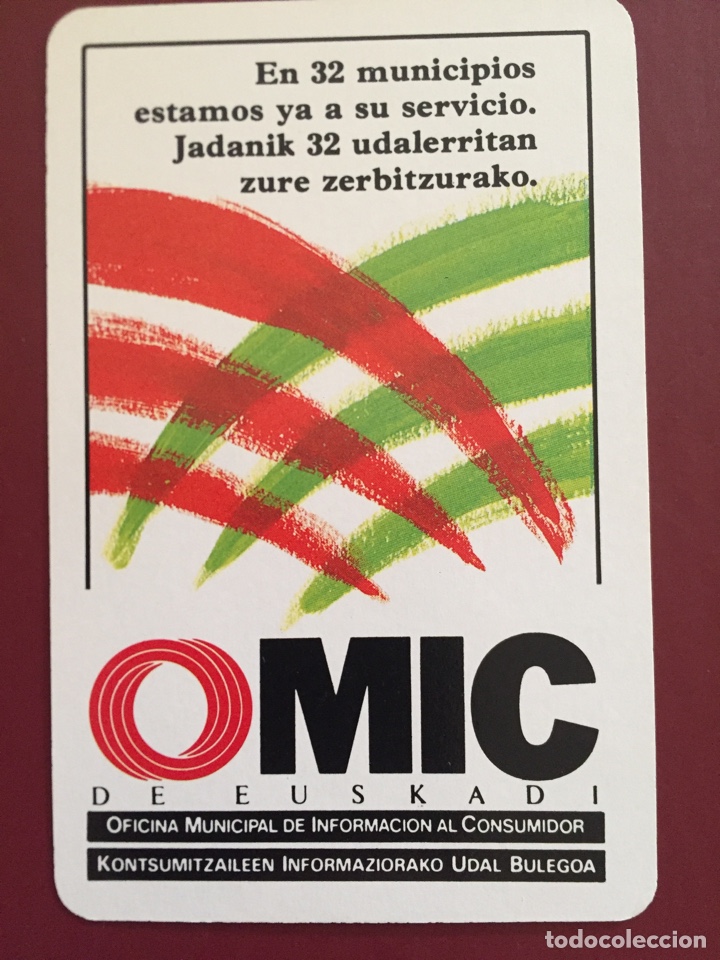 En 32 municipios
estamos ya a su servicio.
Jadanik 32 udalerritan
zure zerbitzurako.
OMIC
DE EUSKADI
OFICINA MUNICIPAL DE INFORMACION AL CONSUMIDOR
KONTSUMITZAILEEN INFORMAZIORAKO UDAL BULEGOA
todocoleccion